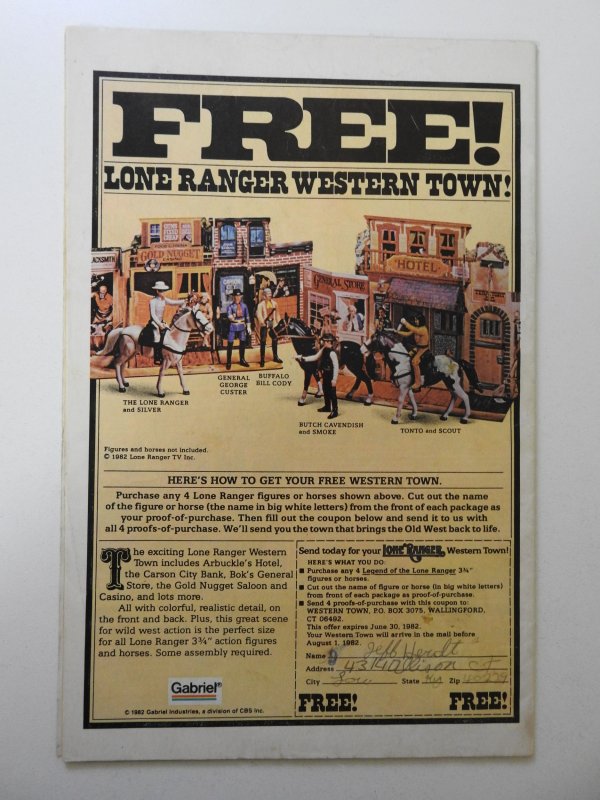 FREE!
LONE RANGER WESTERN TOWN!
GOLD NUGGET
CASINO
GENERAL STORE
HOTEL
THE LONE RANGER
and SILVER
GENERAL
GEORGE
CUSTER
BUFFALO
BILL CODY
BUTCH CAVENDISH
and SMOKE
TONTO and SCOUT
Figures and horses not included.
© 1982 Lone Ranger TV Inc.
HERE'S HOW TO GET YOUR FREE WESTERN TOWN.
Purchase any 4 Lone Ranger figures or horses shown above. Cut out the name
of the figure or horse (the name in big white letters) from the front of each package as
your proof-of-purchase. Then fill out the coupon below and send it to us with
all 4 proofs-of-purchase. We'll send you the town that brings the Old West back to life.
The exciting Lone Ranger Western
Town includes Arbuckle's Hotel,
the Carson City Bank, Bok's General
Store, the Gold Nugget Saloon and
Casino, and lots more.
All with colorful, realistic detail, on
the front and back. Plus, this great scene
for wild west action is the perfect size
for all Lone Ranger 3¾" action figures
and horses. Some assembly required.
Gabriel®
© 1982 Gabriel Industries, a division of CBS Inc.
Send today for your LONE RANGER Western Town!
HERE'S WHAT YOU DO:
■ Purchase any 4 Legend of the Lone Ranger 3¾"
figures or horses.
■ Cut out the name of figure or horse (in big white letters)
from front of each package as proof-of-purchase.
■ Send 4 proofs-of-purchase with this coupon to:
WESTERN TOWN, P.O. BOX 3075, WALLINGFORD,
CT 06492.
This offer expires June 30, 1982.
Your Western Town will arrive in the mail before
August 1, 1982.
Name Jeff
Address
City Lou State Ky Zip
FREE! FREE!